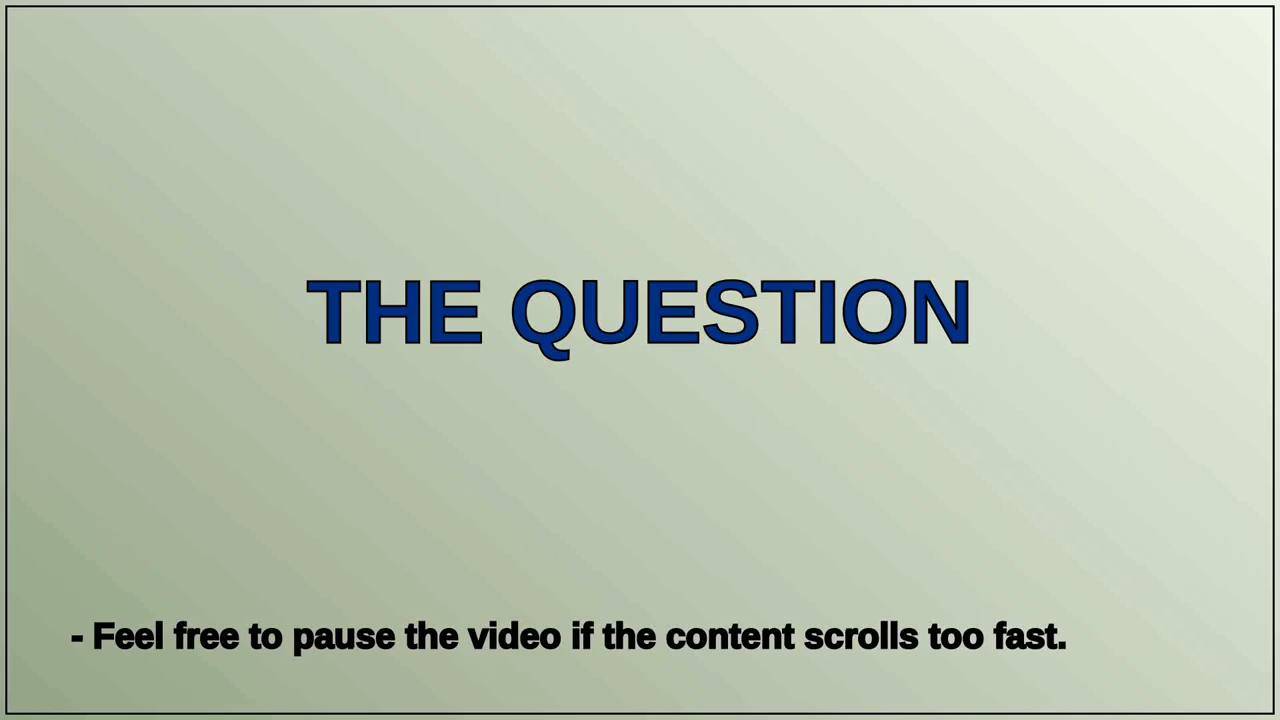 THE QUESTION
- Feel free to pause the video if the content scrolls too fast.